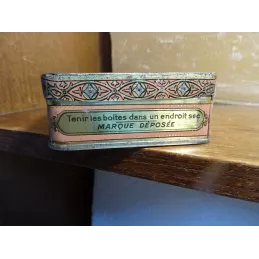 Tenir les boîtes dans un endroit sec
MARQUE DÉPOSÉE